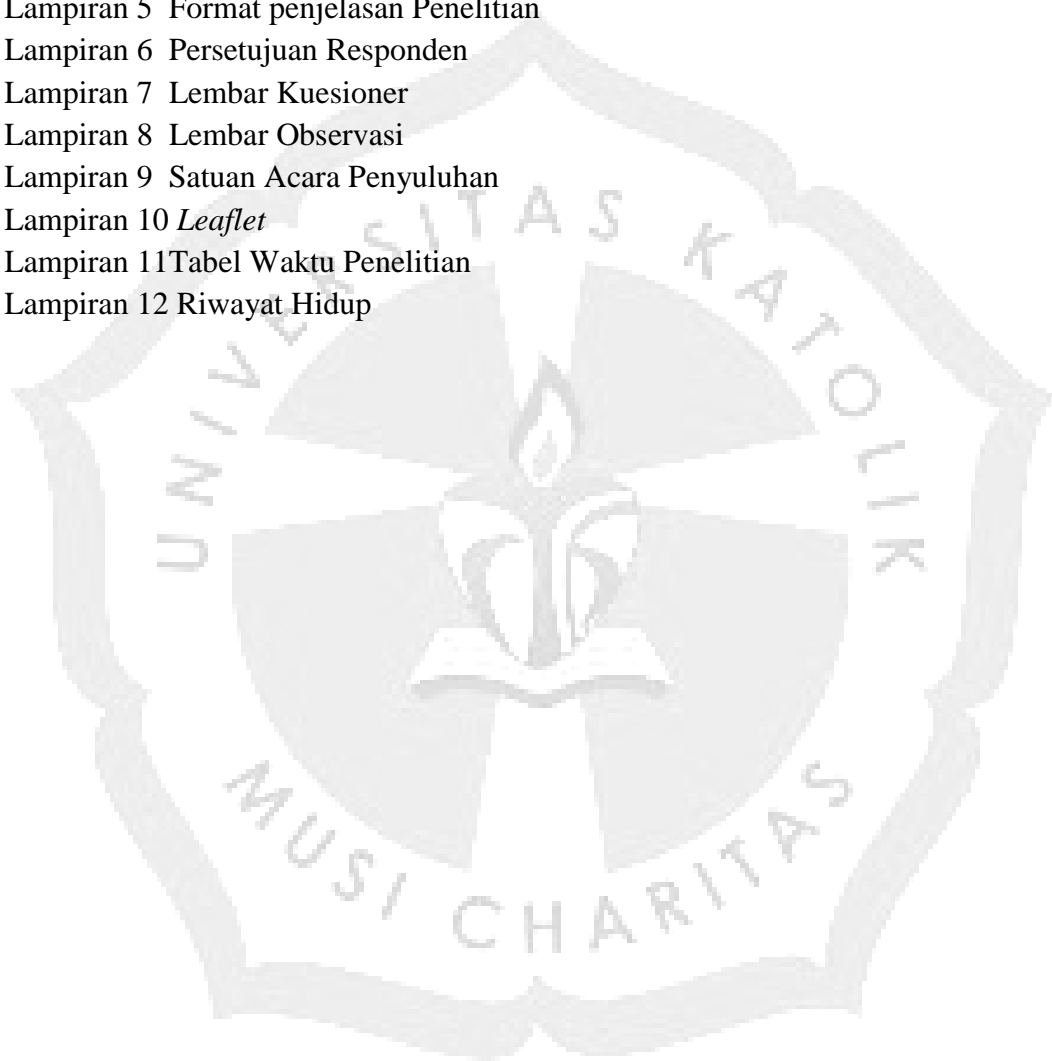 Lampiran 5  Format penjelasan Penelitian
Lampiran 6  Persetujuan Responden
Lampiran 7  Lembar Kuesioner
Lampiran 8  Lembar Observasi
Lampiran 9  Satuan Acara Penyuluhan
Lampiran 10 Leaflet
Lampiran 11Tabel Waktu Penelitian
Lampiran 12 Riwayat Hidup
UNIVERSITAS KATOLIK
MUSI CHARITAS